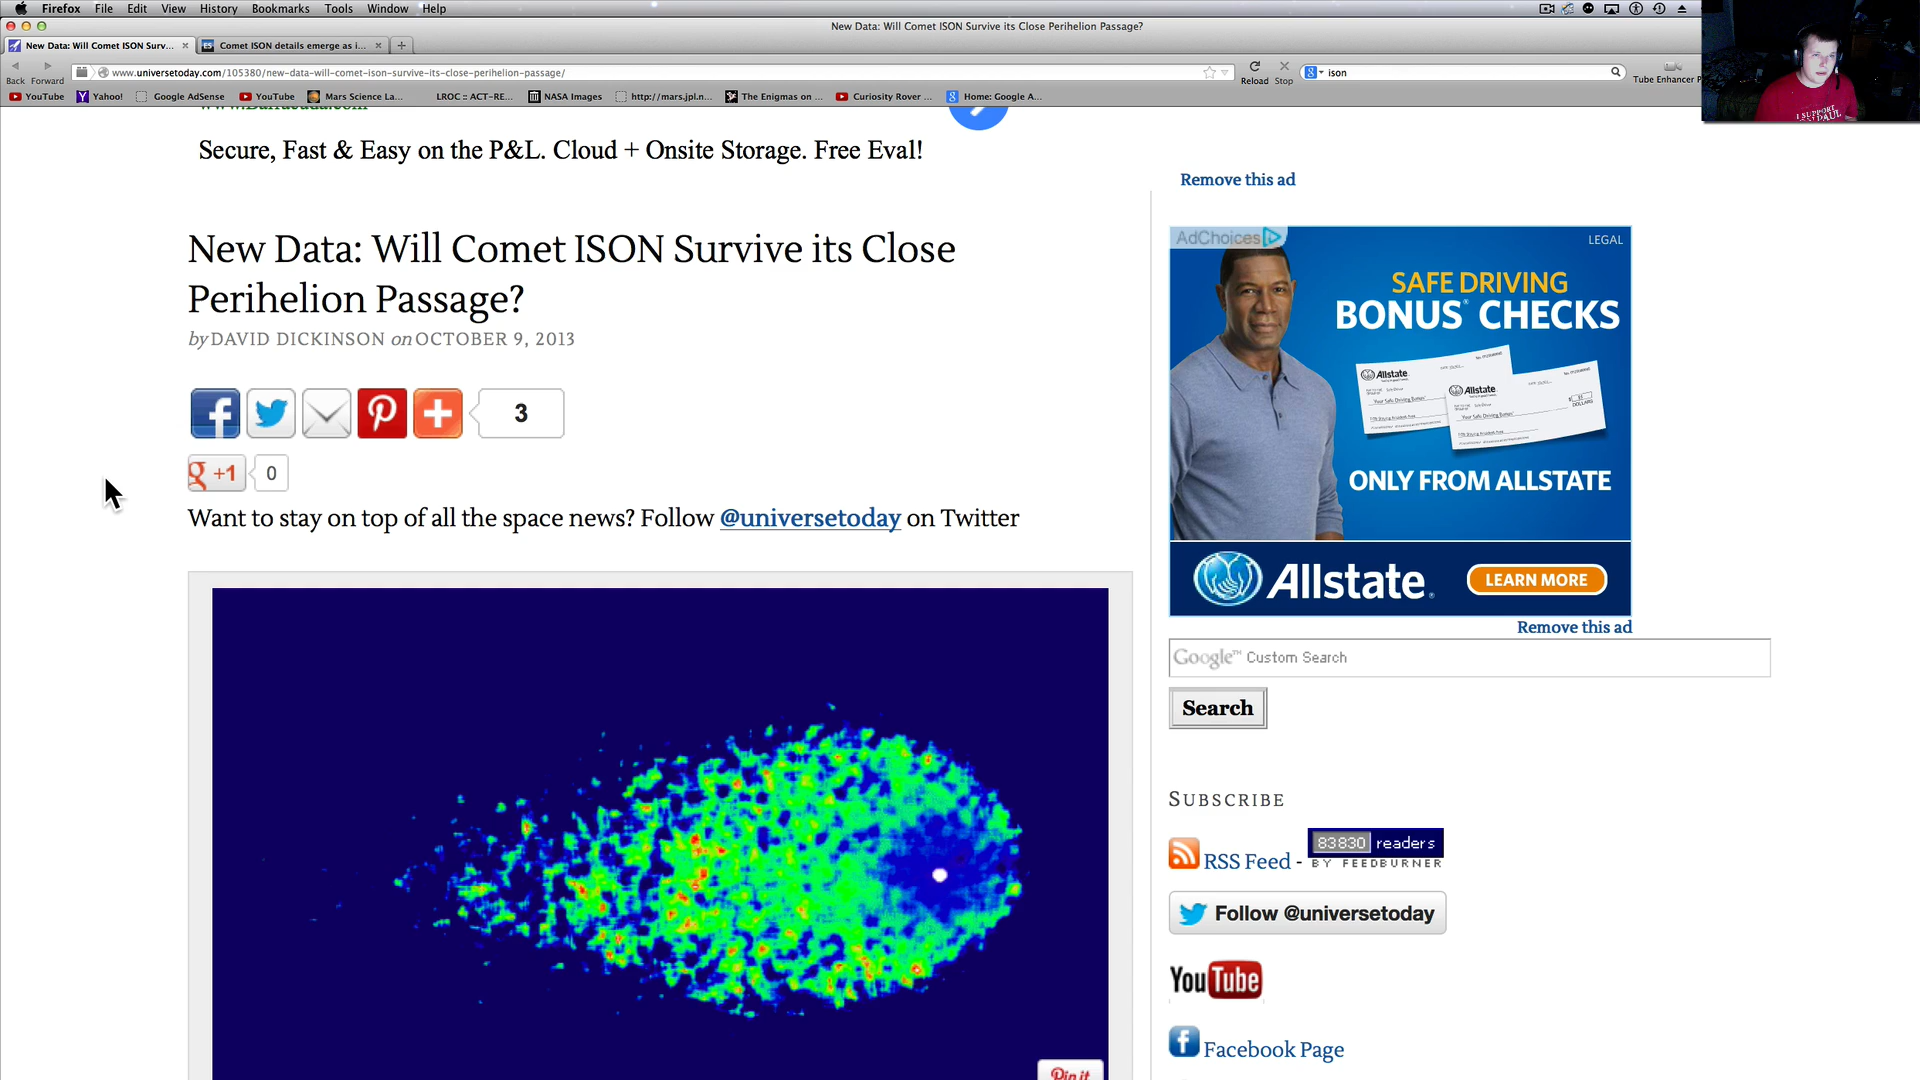 Firefox File Edit View History Bookmarks Tools Window Help
New Data: Will Comet ISON Survive its Close Perihelion Passage?
New Data: Will Comet ISON Surv... Comet ISON details emerge as i...
www.universetoday.com/105380/new-data-will-comet-ison-survive-its-close-perihelion-passage/
ison
Back Forward Reload Stop Tube Enhancer P
YouTube Yahoo! Google AdSense YouTube Mars Science La... LROC :: ACT-RE... NASA Images http://mars.jpl.n... The Enigmas on ... Curiosity Rover ... Home: Google A...
I SUPPORT
PAUL
Secure, Fast & Easy on the P&L. Cloud + Onsite Storage. Free Eval!
Remove this ad
New Data: Will Comet ISON Survive its Close
Perihelion Passage?
by DAVID DICKINSON on OCTOBER 9, 2013
3
g +1 0
Want to stay on top of all the space news? Follow @universetoday on Twitter
Pin it
AdChoices
LEGAL
SAFE DRIVING
BONUS® CHECKS
Allstate
Allstate
ONLY FROM ALLSTATE
Allstate.
LEARN MORE
Remove this ad
Google™ Custom Search
Search
SUBSCRIBE
RSS Feed - 83830 readers
BY FEEDBURNER
Follow @universetoday
YouTube
Facebook Page